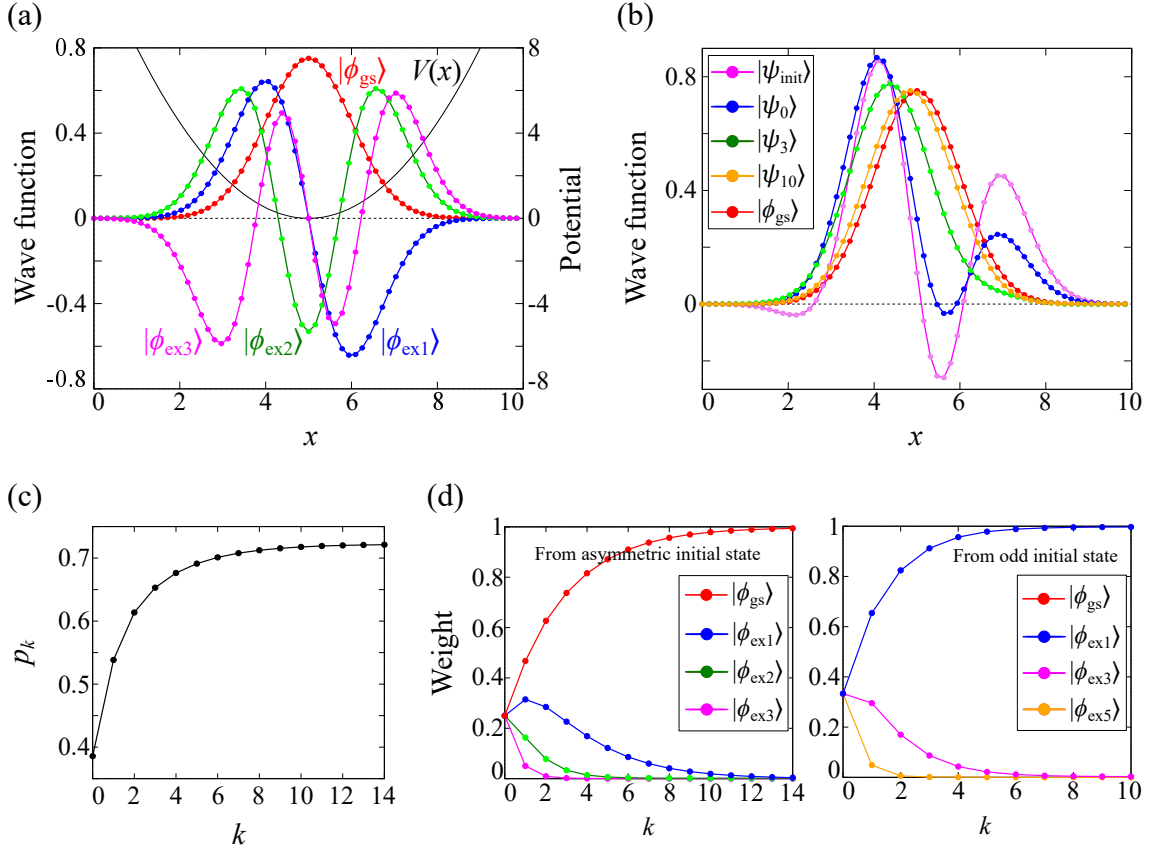 (a)
0.8
0.4
0
-0.4
-0.8
Wave function
8
4
0
-4
-8
Potential
|ϕgs⟩
V(x)
|ϕex3⟩
|ϕex2⟩
|ϕex1⟩
0 2 4 6 8 10
x
(b)
0.8
0.4
0
Wave function
|ψinit⟩
|ψ0⟩
|ψ3⟩
|ψ10⟩
|ϕgs⟩
0 2 4 6 8 10
x
(c)
0.7
0.6
0.5
0.4
pk
0 2 4 6 8 10 12 14
k
(d)
1
0.8
0.6
0.4
0.2
0
Weight
From asymmetric initial state
|ϕgs⟩
|ϕex1⟩
|ϕex2⟩
|ϕex3⟩
0 2 4 6 8 10 12 14
k
1
0.8
0.6
0.4
0.2
0
From odd initial state
|ϕgs⟩
|ϕex1⟩
|ϕex3⟩
|ϕex5⟩
0 2 4 6 8 10
k